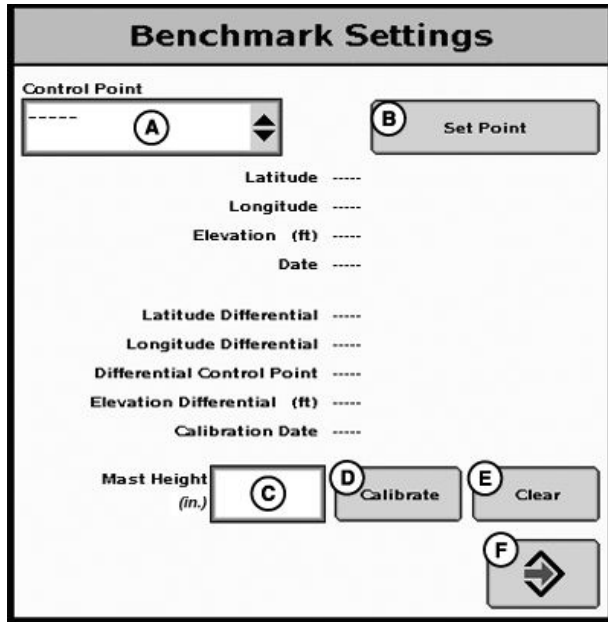 Benchmark Settings
Control Point
-----
A
B
Set Point
Latitude -----
Longitude -----
Elevation (ft) -----
Date -----
Latitude Differential -----
Longitude Differential -----
Differential Control Point -----
Elevation Differential (ft) -----
Calibration Date -----
Mast Height
(in.)
C
D
Calibrate
E
Clear
F